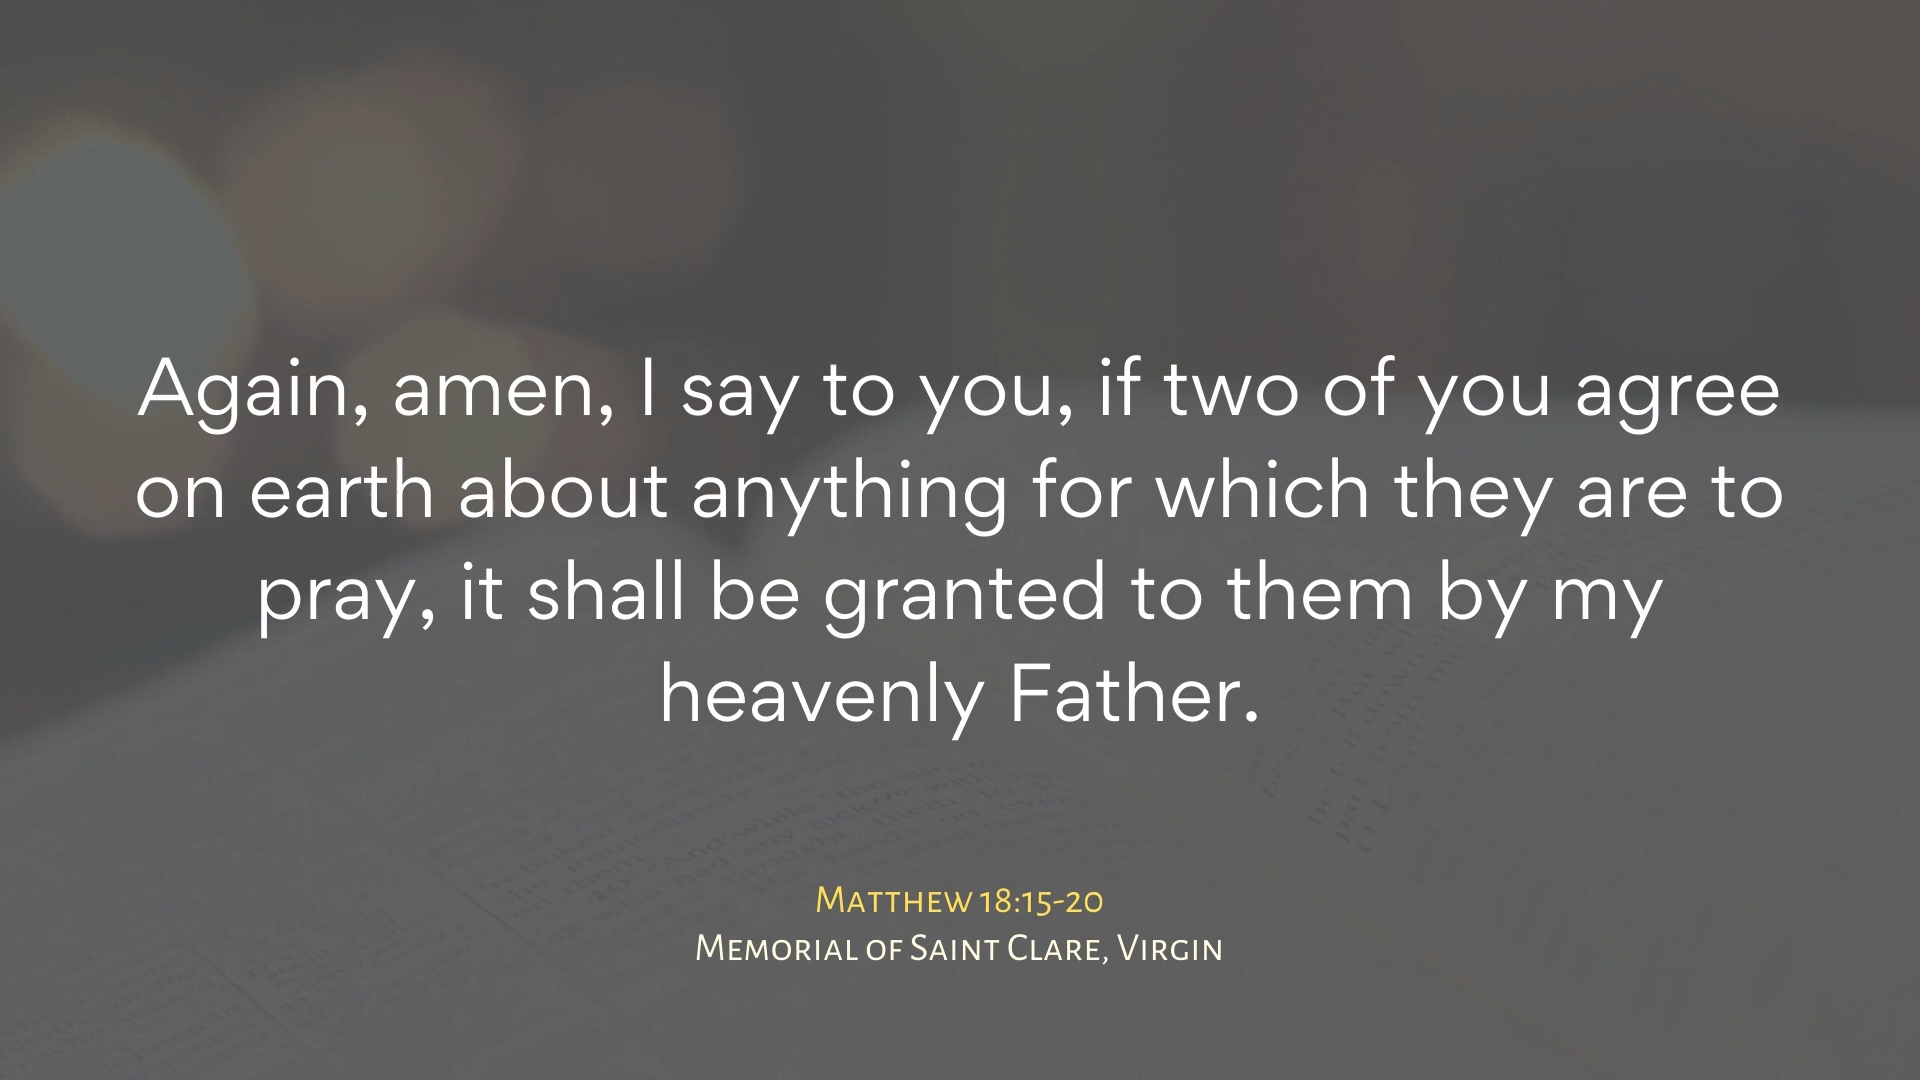 Again, amen, I say to you, if two of you agree
on earth about anything for which they are to
pray, it shall be granted to them by my
heavenly Father.
Matthew 18:15-20
Memorial of Saint Clare, Virgin